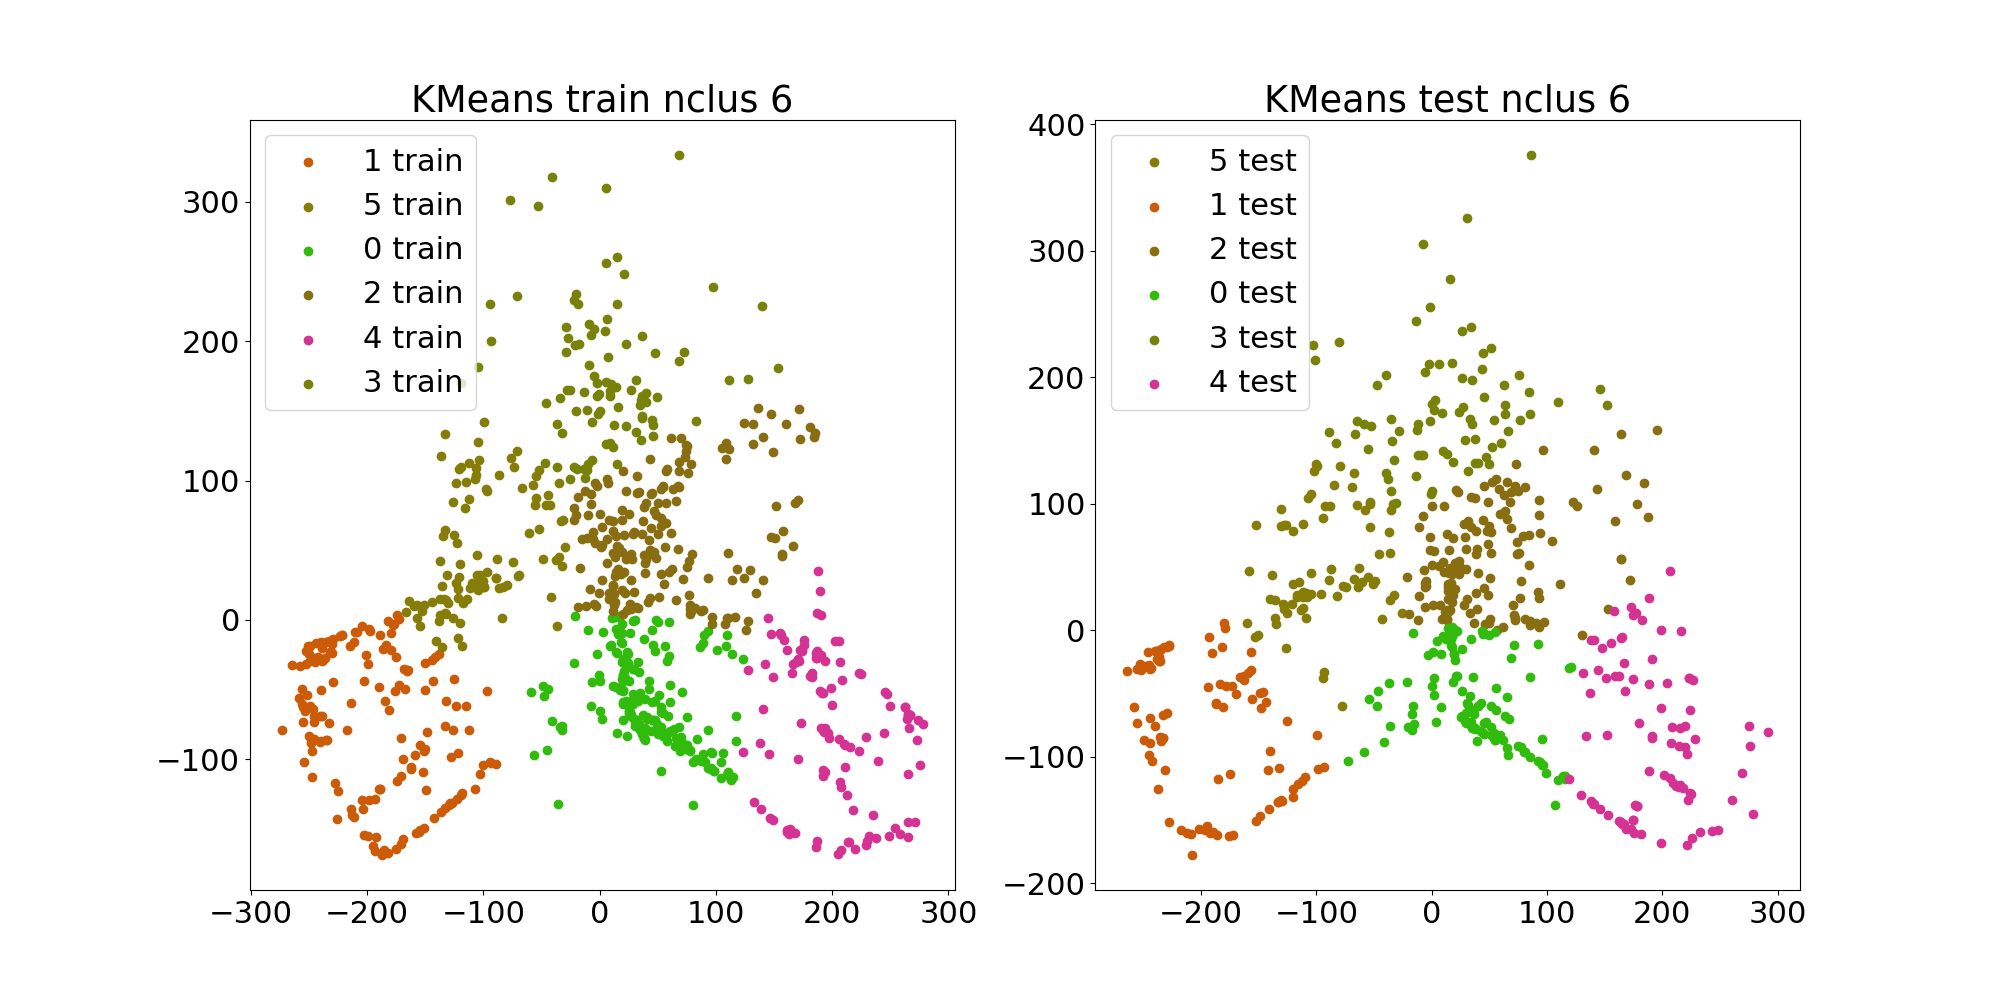 KMeans train nclus 6
1 train
5 train
0 train
2 train
4 train
3 train
300
200
100
0
−100
−300 −200 −100 0 100 200 300
KMeans test nclus 6
5 test
1 test
2 test
0 test
3 test
4 test
400
300
200
100
0
−100
−200
−200 −100 0 100 200 300